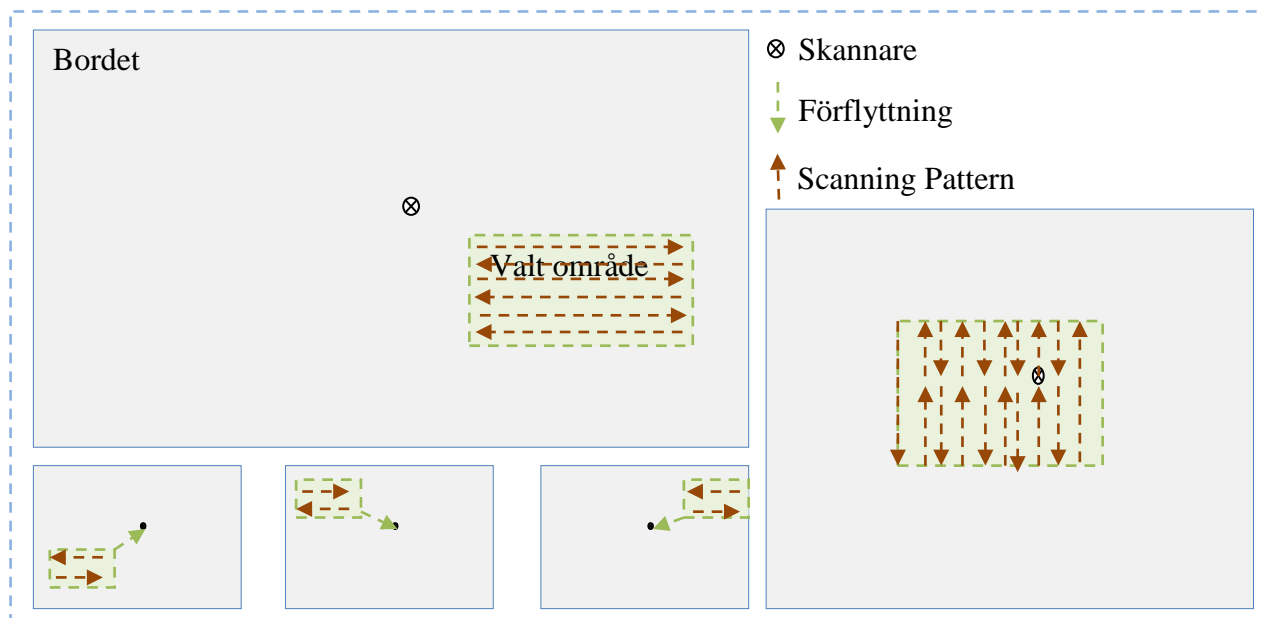 Bordet
Valt område
Skannare
Förflyttning
Scanning Pattern